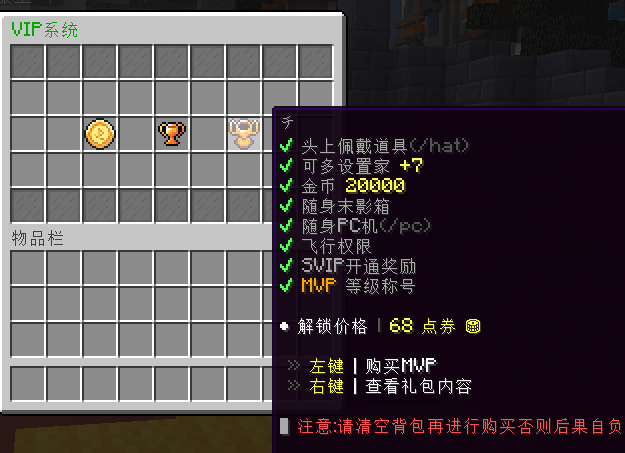 VIP系统
チ
✔ 头上佩戴道具(/hat)
✔ 可多设置家 +7
✔ 金币 20000
✔ 随身末影箱
✔ 随身PC机(/pc)
✔ 飞行权限
✔ SVIP开通奖励
✔ MVP 等级称号
● 解锁价格 | 68 点券
» 左键 | 购买MVP
» 右键 | 查看礼包内容
注意:请清空背包再进行购买否则后果自负
物品栏